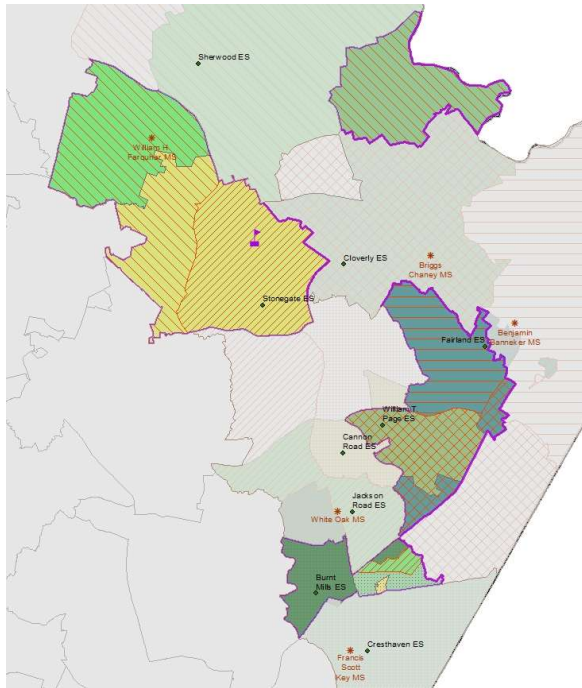 Sherwood ES
William H.
Farquhar MS
Cloverly ES
Briggs
Chaney MS
Stonegate ES
Benjamin
Banneker MS
Fairland ES
William T.
Page ES
Cannon
Road ES
Jackson
Road ES
White Oak MS
Burnt
Mills ES
Cresthaven ES
Francis
Scott
Key MS